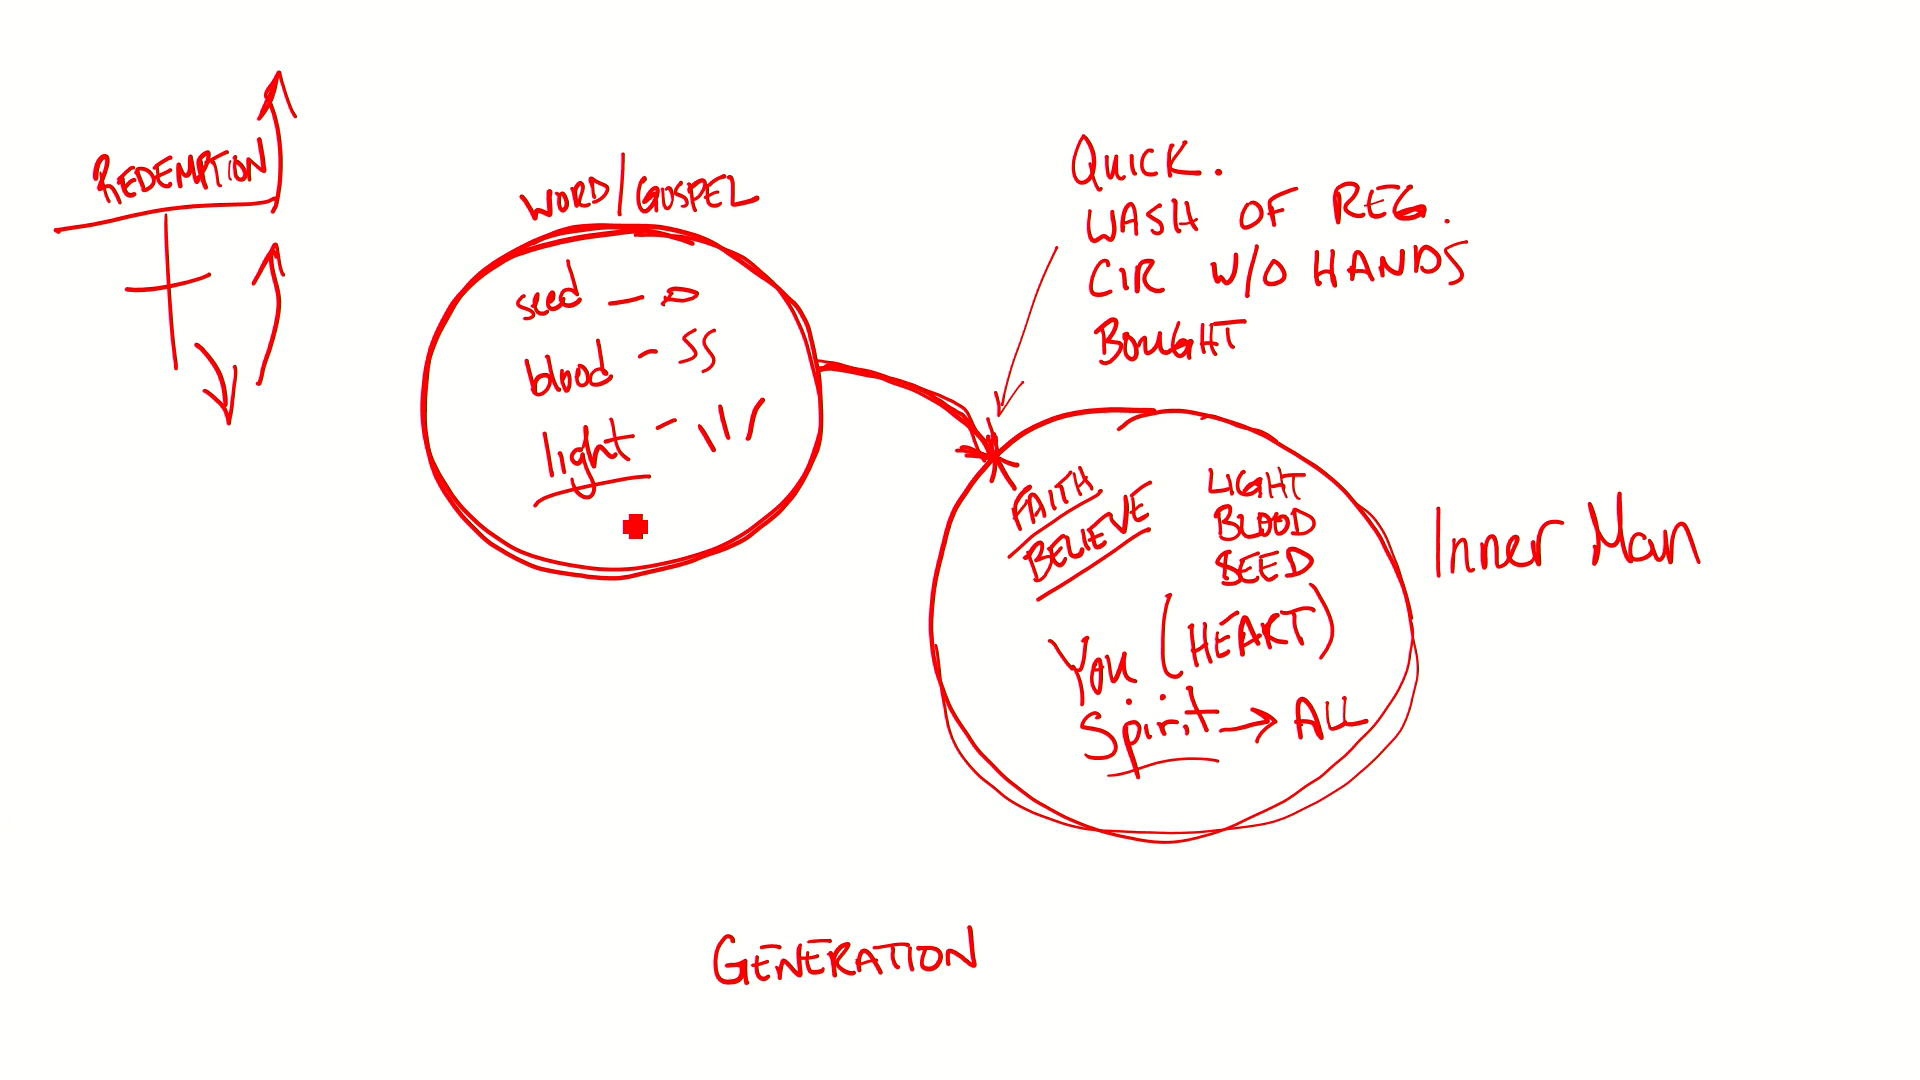 REDEMPTION
WORD/GOSPEL
seed –
blood –
light –
QUICK.
WASH OF REG.
CIR W/O HANDS
BOUGHT
FAITH
BELIEVE
LIGHT
BLOOD
SEED
YOU (HEART)
Spirit → ALL
Inner Man
GENERATION